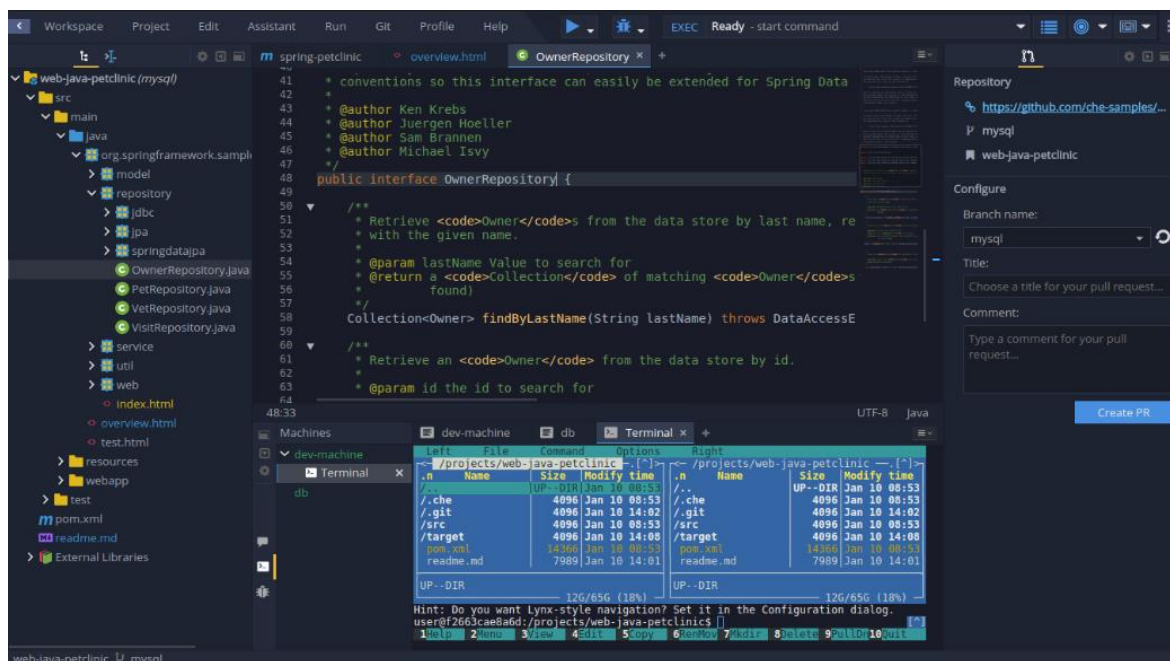 Workspace Project Edit Assistant Run Git Profile Help EXEC Ready - start command
web-java-petclinic (mysql)
src
main
java
org.springframework.sampl
model
repository
jdbc
jpa
springdatajpa
OwnerRepository.java
PetRepository.java
VetRepository.java
VisitRepository.java
service
util
web
index.html
overview.html
test.html
resources
webapp
test
m pom.xml
readme.md
External Libraries
m spring-petclinic overview.html OwnerRepository × +
41 * conventions so this interface can easily be extended for Spring Data
42 *
43 * @author Ken Krebs
44 * @author Juergen Hoeller
45 * @author Sam Brannen
46 * @author Michael Isvy
47 */
48 public interface OwnerRepository {
49
50 /**
51 * Retrieve <code>Owner</code>s from the data store by last name, re
52 * with the given name.
53 *
54 * @param lastName Value to search for
55 * @return a <code>Collection</code> of matching <code>Owner</code>s
56 * found)
57 */
58 Collection<Owner> findByLastName(String lastName) throws DataAccessE
59
60 /**
61 * Retrieve an <code>Owner</code> from the data store by id.
62 *
63 * @param id the id to search for
64
48:33 UTF-8 Java
Machines
dev-machine
Terminal ×
db
dev-machine db Terminal × +
Left File Command Options Right
<─ /projects/web-java-petclinic ─.[^]> <─ /projects/web-java-petclinic ─.[^]>
.n Name Size Modify time .n Name Size Modify time
/.. UP--DIR Jan 10 08:53 /.. UP--DIR Jan 10 08:53
/.che 4096 Jan 10 08:53 /.che 4096 Jan 10 08:53
/.git 4096 Jan 10 14:02 /.git 4096 Jan 10 14:02
/src 4096 Jan 10 08:53 /src 4096 Jan 10 08:53
/target 4096 Jan 10 14:08 /target 4096 Jan 10 14:08
pom.xml 14366 Jan 10 08:53 pom.xml 14366 Jan 10 08:53
readme.md 7989 Jan 10 14:01 readme.md 7989 Jan 10 14:01
UP--DIR UP--DIR
12G/65G (18%) 12G/65G (18%)
Hint: Do you want Lynx-style navigation? Set it in the Configuration dialog.
user@f2663cae8a6d:/projects/web-java-petclinic$ [^]
1Help 2Menu 3View 4Edit 5Copy 6RenMov 7Mkdir 8Delete 9PullDn 10Quit
Repository
https://github.com/che-samples/...
mysql
web-java-petclinic
Configure
Branch name:
mysql
Title:
Choose a title for your pull request...
Comment:
Type a comment for your pull
request...
Create PR
web-java-petclinic mysql